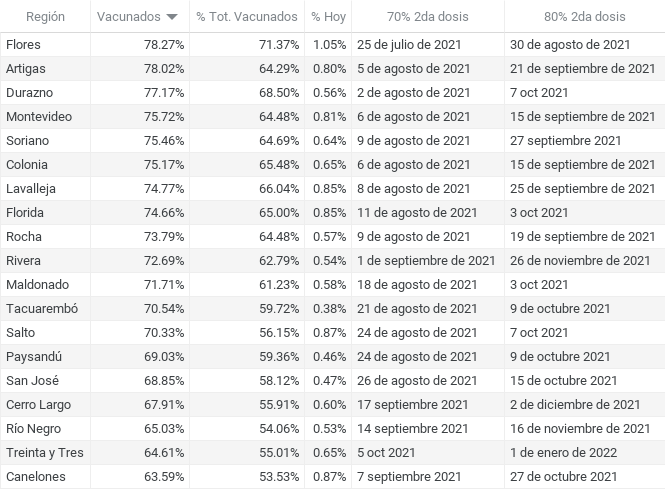 Región Vacunados % Tot. Vacunados % Hoy 70% 2da dosis 80% 2da dosis
Flores 78.27% 71.37% 1.05% 25 de julio de 2021 30 de agosto de 2021
Artigas 78.02% 64.29% 0.80% 5 de agosto de 2021 21 de septiembre de 2021
Durazno 77.17% 68.50% 0.56% 2 de agosto de 2021 7 oct 2021
Montevideo 75.72% 64.48% 0.81% 6 de agosto de 2021 15 de septiembre de 2021
Soriano 75.46% 64.69% 0.64% 9 de agosto de 2021 27 septiembre 2021
Colonia 75.17% 65.48% 0.65% 6 de agosto de 2021 15 de septiembre de 2021
Lavalleja 74.77% 66.04% 0.85% 8 de agosto de 2021 25 de septiembre de 2021
Florida 74.66% 65.00% 0.85% 11 de agosto de 2021 3 oct 2021
Rocha 73.79% 64.48% 0.57% 9 de agosto de 2021 19 de septiembre de 2021
Rivera 72.69% 62.79% 0.54% 1 de septiembre de 2021 26 de noviembre de 2021
Maldonado 71.71% 61.23% 0.58% 18 de agosto de 2021 3 oct 2021
Tacuarembó 70.54% 59.72% 0.38% 21 de agosto de 2021 9 de octubre 2021
Salto 70.33% 56.15% 0.87% 24 de agosto de 2021 7 oct 2021
Paysandú 69.03% 59.36% 0.46% 24 de agosto de 2021 9 de octubre 2021
San José 68.85% 58.12% 0.47% 26 de agosto de 2021 15 de octubre 2021
Cerro Largo 67.91% 55.91% 0.60% 17 septiembre 2021 2 de diciembre de 2021
Río Negro 65.03% 54.06% 0.53% 14 septiembre 2021 16 de noviembre de 2021
Treinta y Tres 64.61% 55.01% 0.65% 5 oct 2021 1 de enero de 2022
Canelones 63.59% 53.53% 0.87% 7 septiembre 2021 27 de octubre 2021